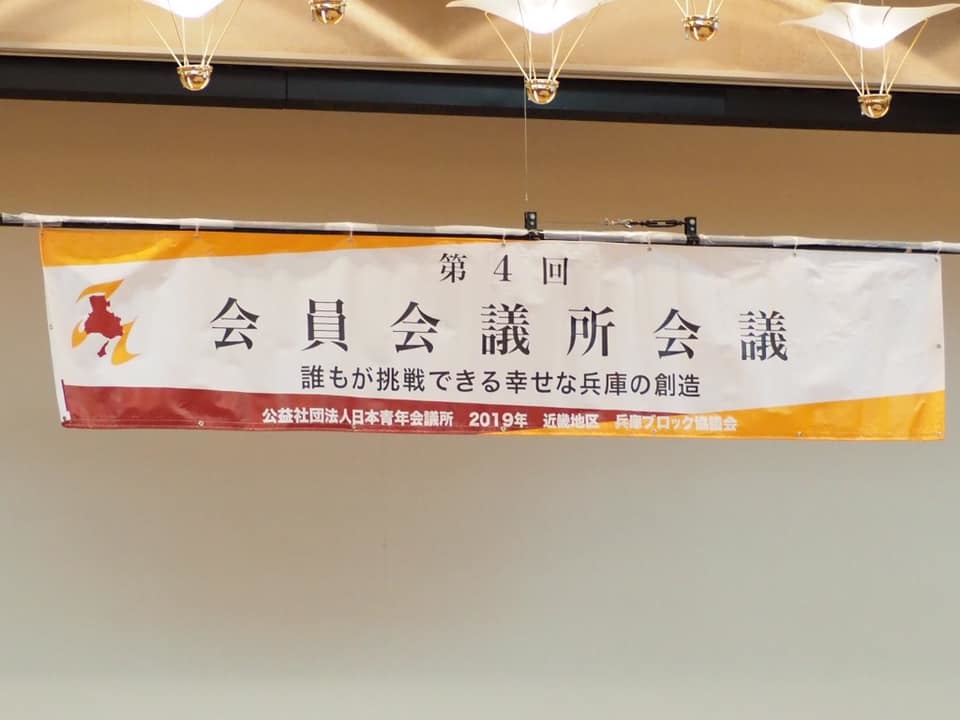 第4回
会員会議所会議
誰もが挑戦できる幸せな兵庫の創造
公益社団法人日本青年会議所 2019年 近畿地区 兵庫ブロック協議会